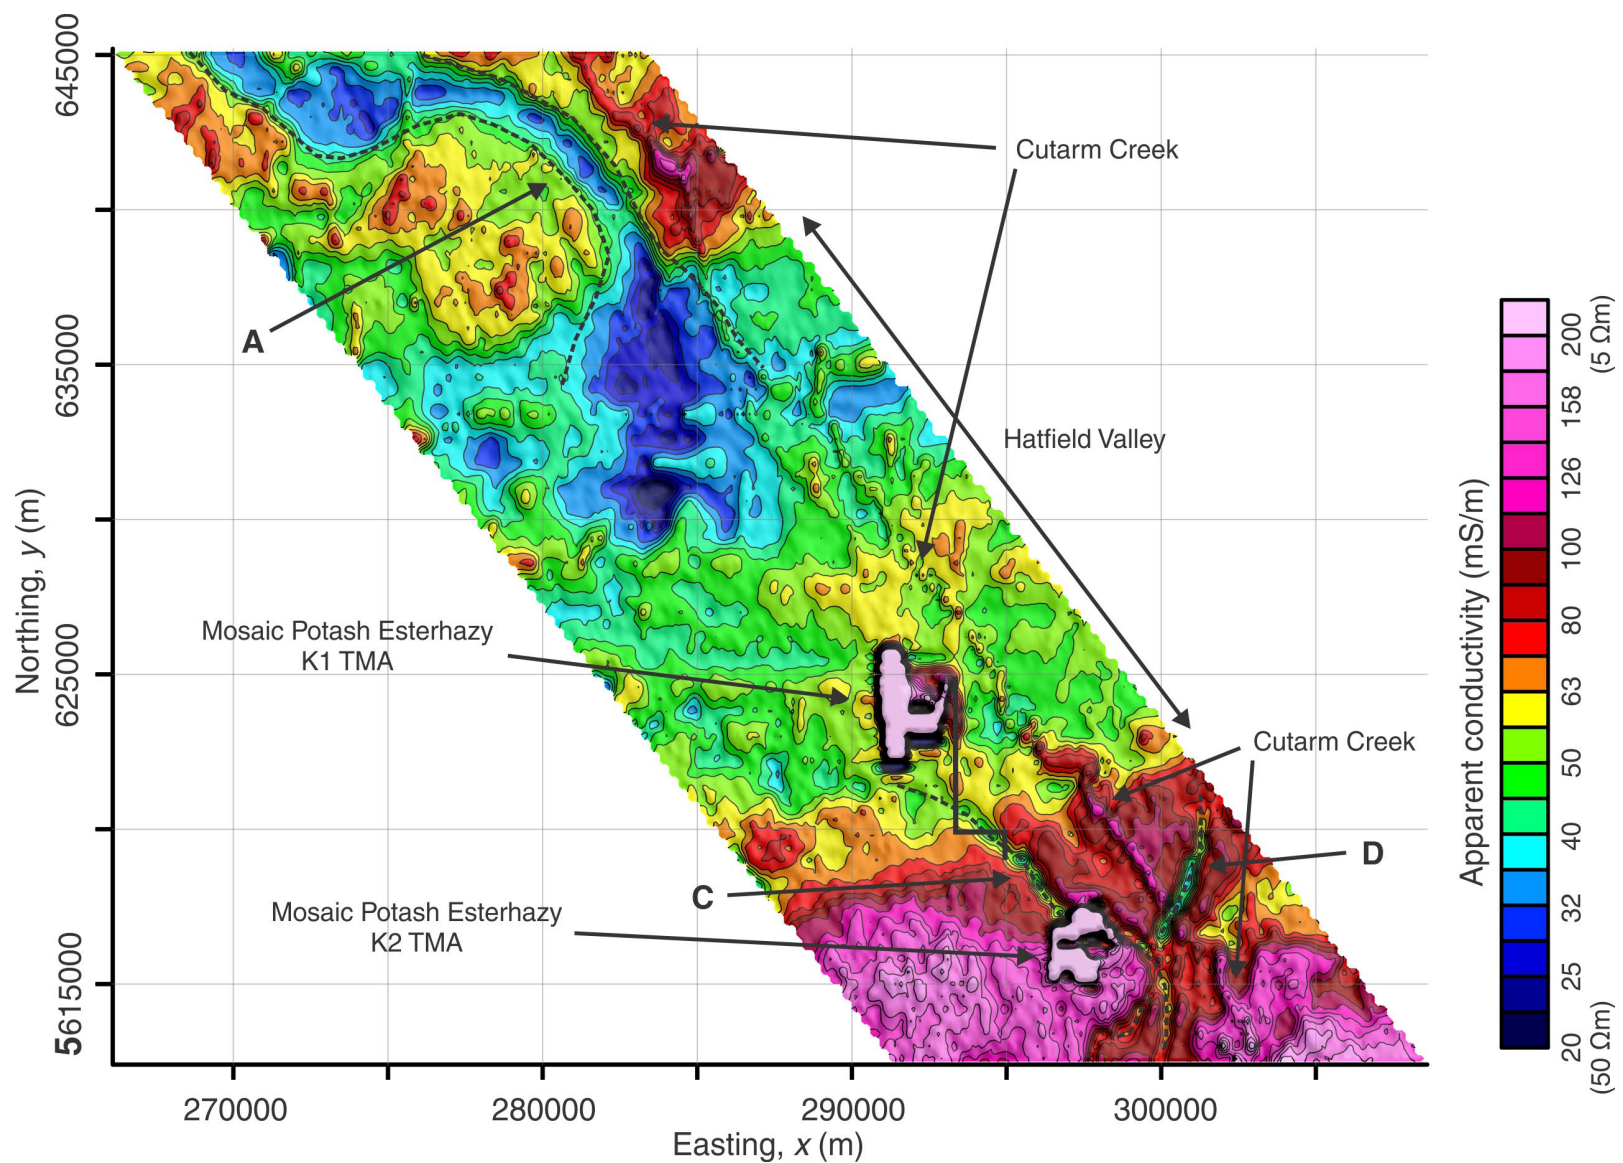 645000
635000
625000
5615000
Northing, y (m)
270000
280000
290000
300000
Easting, x (m)
Cutarm Creek
A
Hatfield Valley
Mosaic Potash Esterhazy
K1 TMA
Cutarm Creek
D
C
Mosaic Potash Esterhazy
K2 TMA
Apparent conductivity (mS/m)
200
(5 Ωm)
158
126
100
80
63
50
40
32
25
20
(50 Ωm)